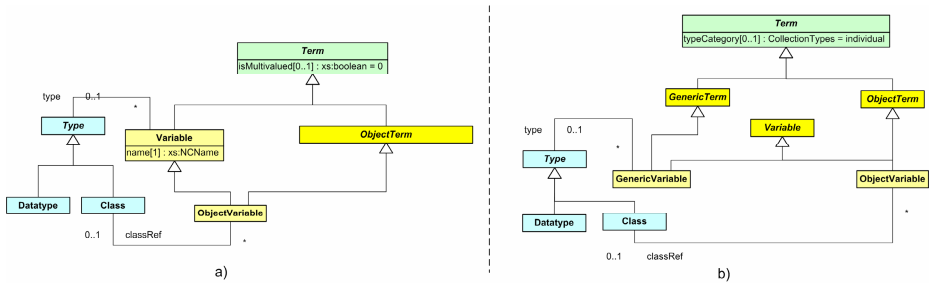 Term
isMultivalued[0..1] : xs:boolean = 0
type
0..1
*
Type
Variable
name[1] : xs:NCName
ObjectTerm
Datatype
Class
ObjectVariable
0..1
classRef
*
a)
Term
typeCategory[0..1] : CollectionTypes = individual
GenericTerm
ObjectTerm
type
0..1
*
Variable
Type
GenericVariable
ObjectVariable
Datatype
Class
*
0..1
classRef
b)